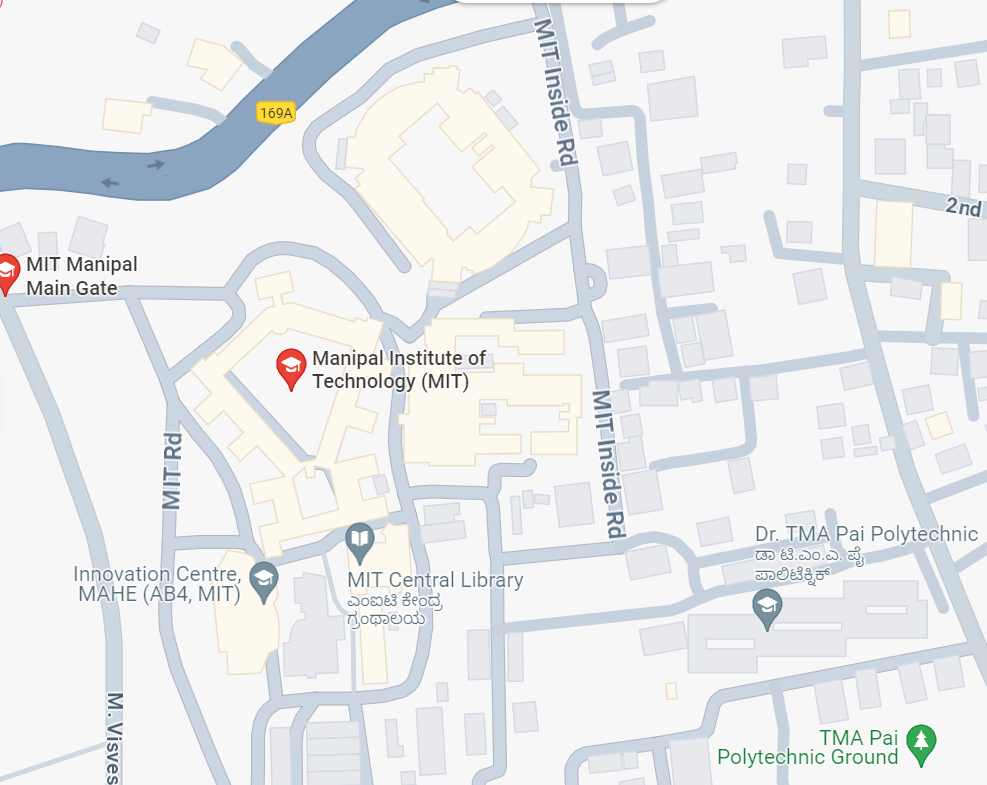 MIT Inside Rd
169A
2nd
MIT Manipal
Main Gate
Manipal Institute of
Technology (MIT)
MIT Inside Rd
MIT Rd
Dr. TMA Pai Polytechnic
ಡಾ ಟಿ.ಎಂ.ಎ. ಪೈ
ಪಾಲಿಟೆಕ್ನಿಕ್
Innovation Centre,
MAHE (AB4, MIT)
MIT Central Library
ಎಂಐಟಿ ಕೇಂದ್ರ
ಗ್ರಂಥಾಲಯ
M. Visves
TMA Pai
Polytechnic Ground